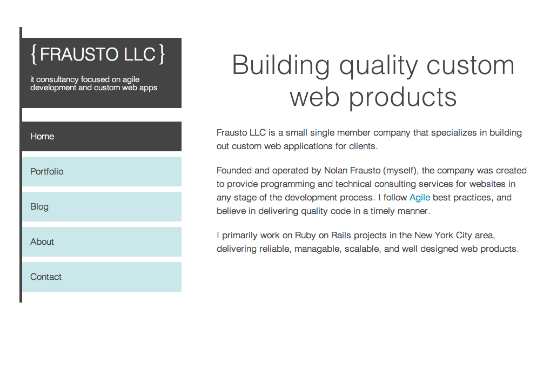 {FRAUSTO LLC}
it consultancy focused on agile
development and custom web apps
Home
Portfolio
Blog
About
Contact
Building quality custom
web products
Frausto LLC is a small single member company that specializes in building
out custom web applications for clients.
Founded and operated by Nolan Frausto (myself), the company was created
to provide programming and technical consulting services for websites in
any stage of the development process. I follow Agile best practices, and
believe in delivering quality code in a timely manner.
I primarily work on Ruby on Rails projects in the New York City area,
delivering reliable, managable, scalable, and well designed web products.